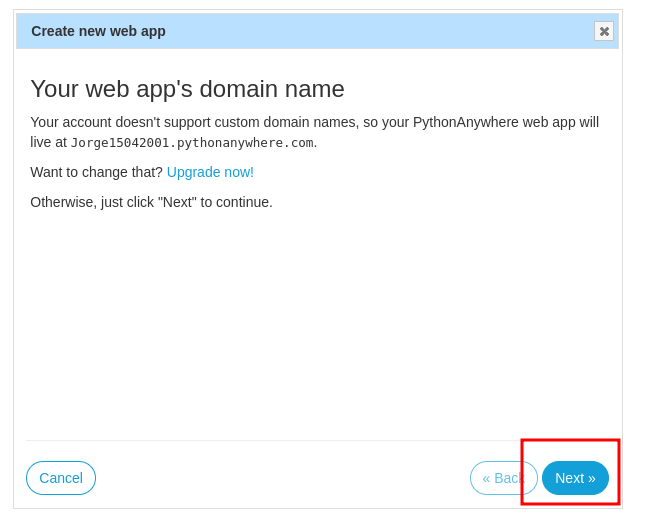 Create new web app
Your web app's domain name
Your account doesn't support custom domain names, so your PythonAnywhere web app will
live at Jorge15042001.pythonanywhere.com.
Want to change that? Upgrade now!
Otherwise, just click "Next" to continue.
Cancel
« Back
Next »